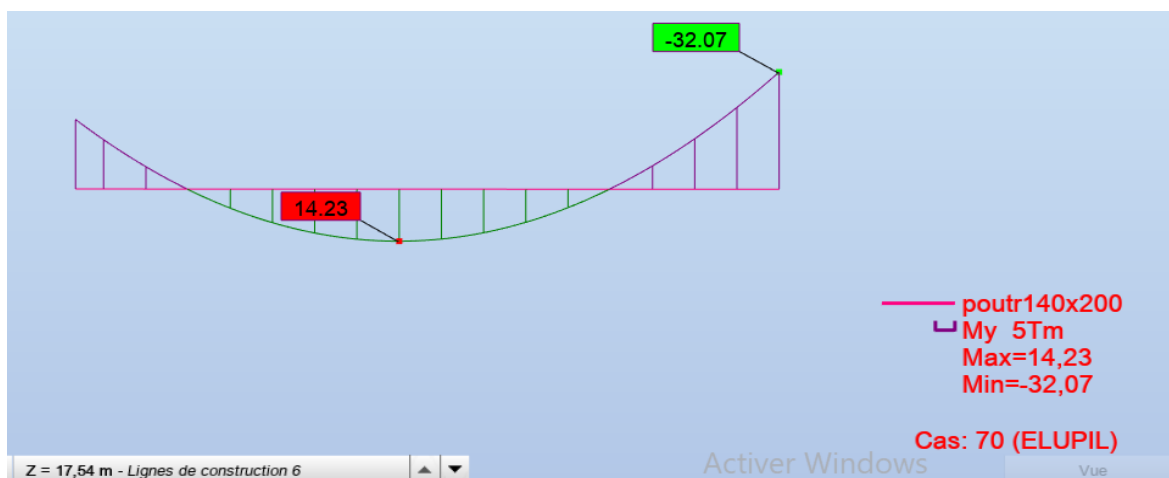 -32.07
14.23
poutr140x200
My 5Tm
Max=14,23
Min=-32,07
Cas: 70 (ELUPIL)
Z = 17,54 m - Lignes de construction 6
Activer Windows
Vue